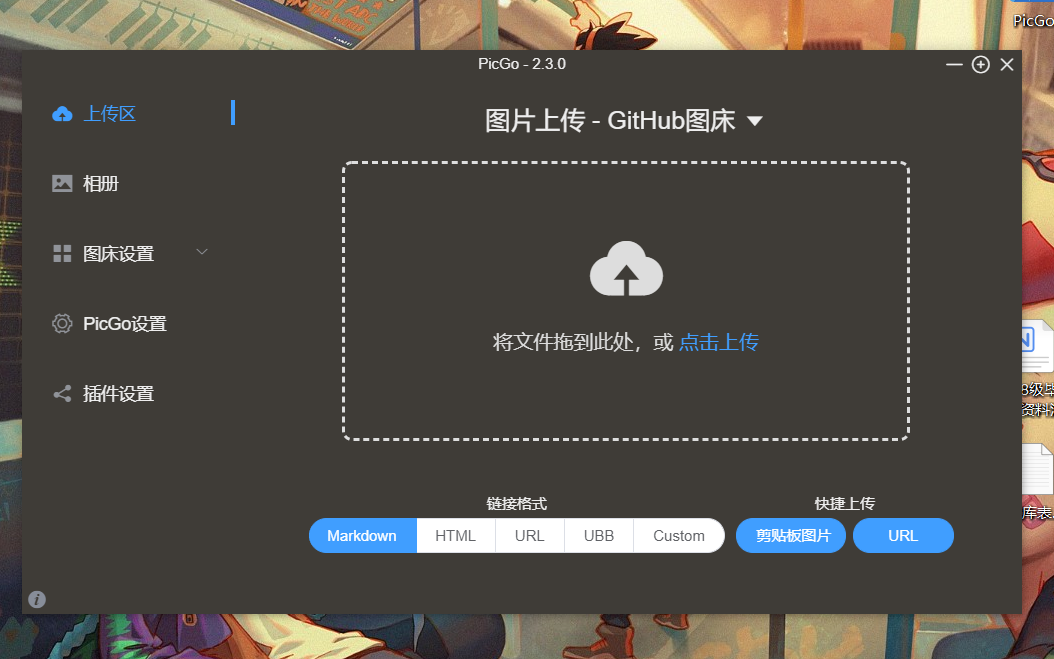 PicGo
PicGo - 2.3.0
上传区
图片上传 - GitHub图床
相册
图床设置
PicGo设置
将文件拖到此处，或 点击上传
插件设置
资料
库表
链接格式
快捷上传
Markdown
HTML
URL
UBB
Custom
剪贴板图片
URL